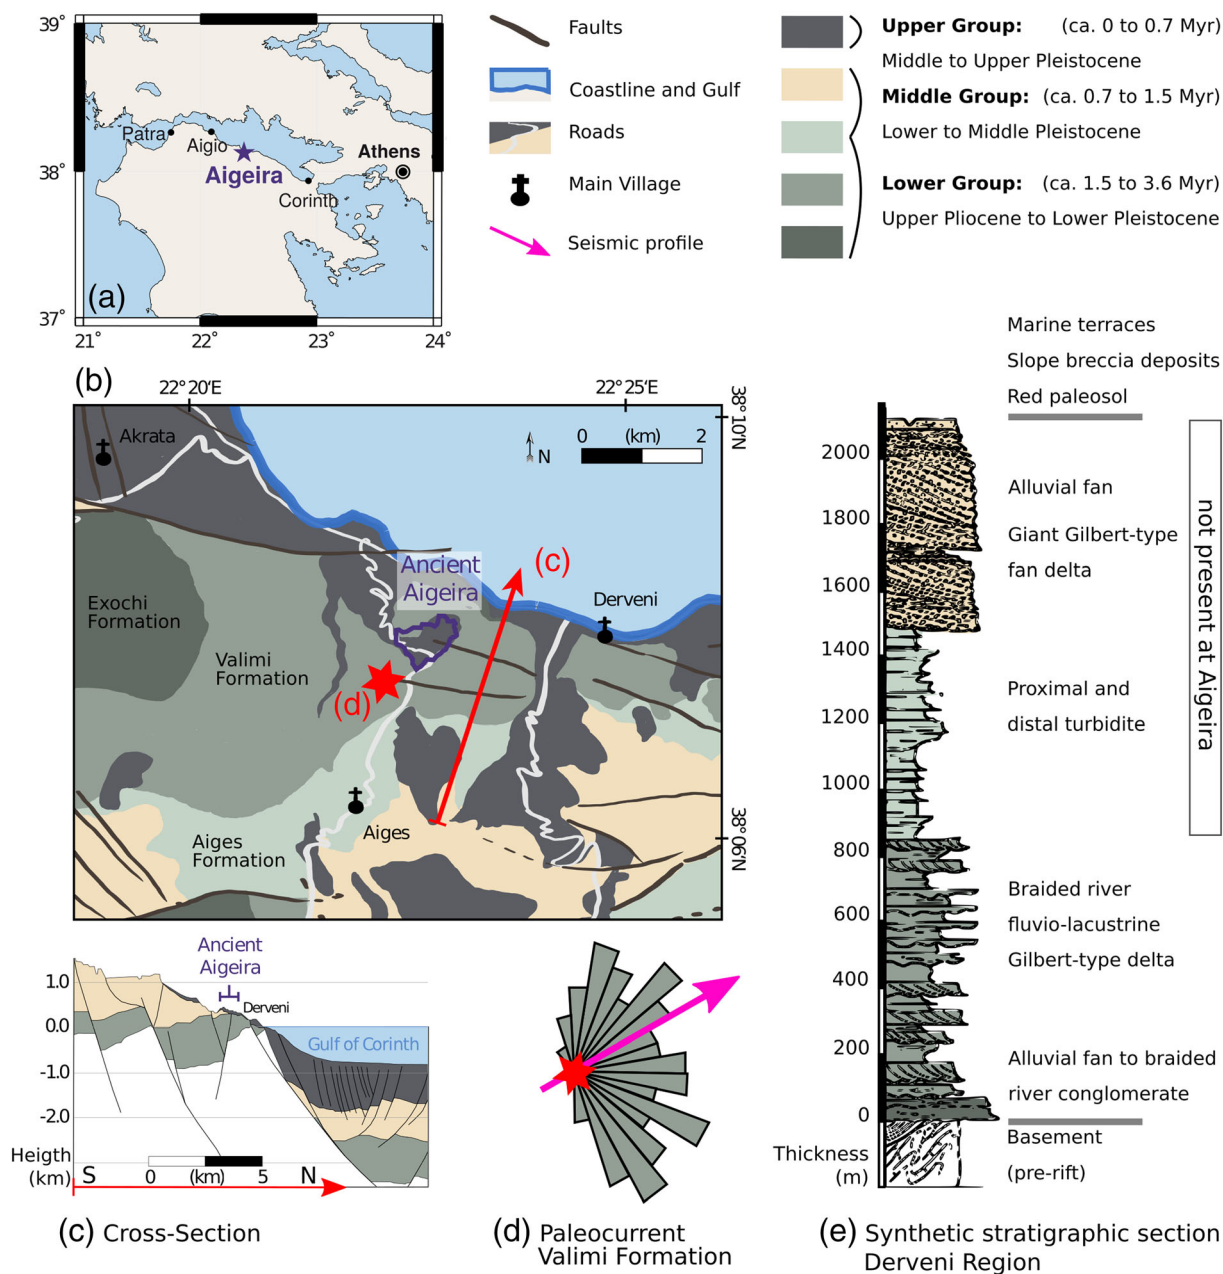 39°
38°
37°
21°
22°
23°
24°
Patra
Aigio
Aigeira
Athens
Corinth
(a)
Faults
Coastline and Gulf
Roads
Main Village
Seismic profile
Upper Group: (ca. 0 to 0.7 Myr)
Middle to Upper Pleistocene
Middle Group: (ca. 0.7 to 1.5 Myr)
Lower to Middle Pleistocene
Lower Group: (ca. 1.5 to 3.6 Myr)
Upper Pliocene to Lower Pleistocene
(b)
22°20'E
22°25'E
38°10'N
38°06'N
Akrata
N
0 (km) 2
Ancient
Aigeira
(c)
Derveni
Exochi
Formation
Valimi
Formation
(d)
Aiges
Aiges
Formation
Ancient
Aigeira
Derveni
Gulf of Corinth
1.0
0.0
-1.0
-2.0
Heigth
(km)
S
0 (km) 5
N
(c) Cross-Section
(d) Paleocurrent
Valimi Formation
Marine terraces
Slope breccia deposits
Red paleosol
Alluvial fan
Giant Gilbert-type
fan delta
Proximal and
distal turbidite
not present at Aigeira
Braided river
fluvio-lacustrine
Gilbert-type delta
Alluvial fan to braided
river conglomerate
Basement
(pre-rift)
2000
1800
1600
1400
1200
1000
800
600
400
200
0
Thickness
(m)
(e) Synthetic stratigraphic section
Derveni Region